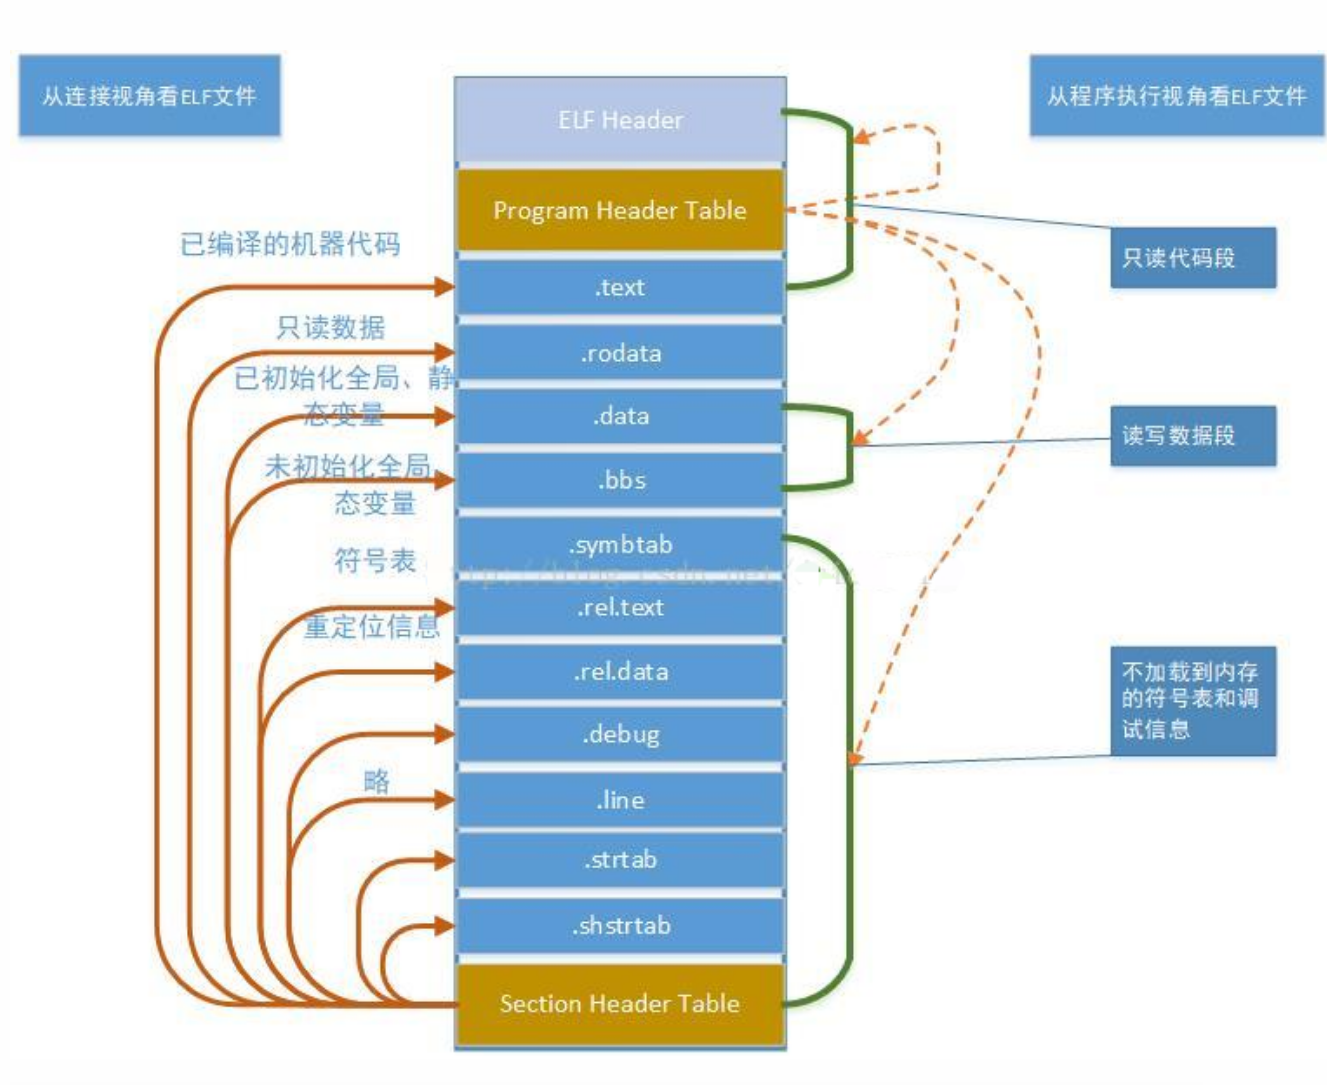 从连接视角看ELF文件
从程序执行视角看ELF文件
ELF Header
Program Header Table
已编译的机器代码
只读代码段
.text
只读数据
.rodata
已初始化全局、静
态变量
.data
读写数据段
未初始化全局
态变量
.bbs
.symbtab
符号表
.rel.text
重定位信息
.rel.data
不加载到内存
的符号表和调
试信息
.debug
略
.line
.strtab
.shstrtab
Section Header Table